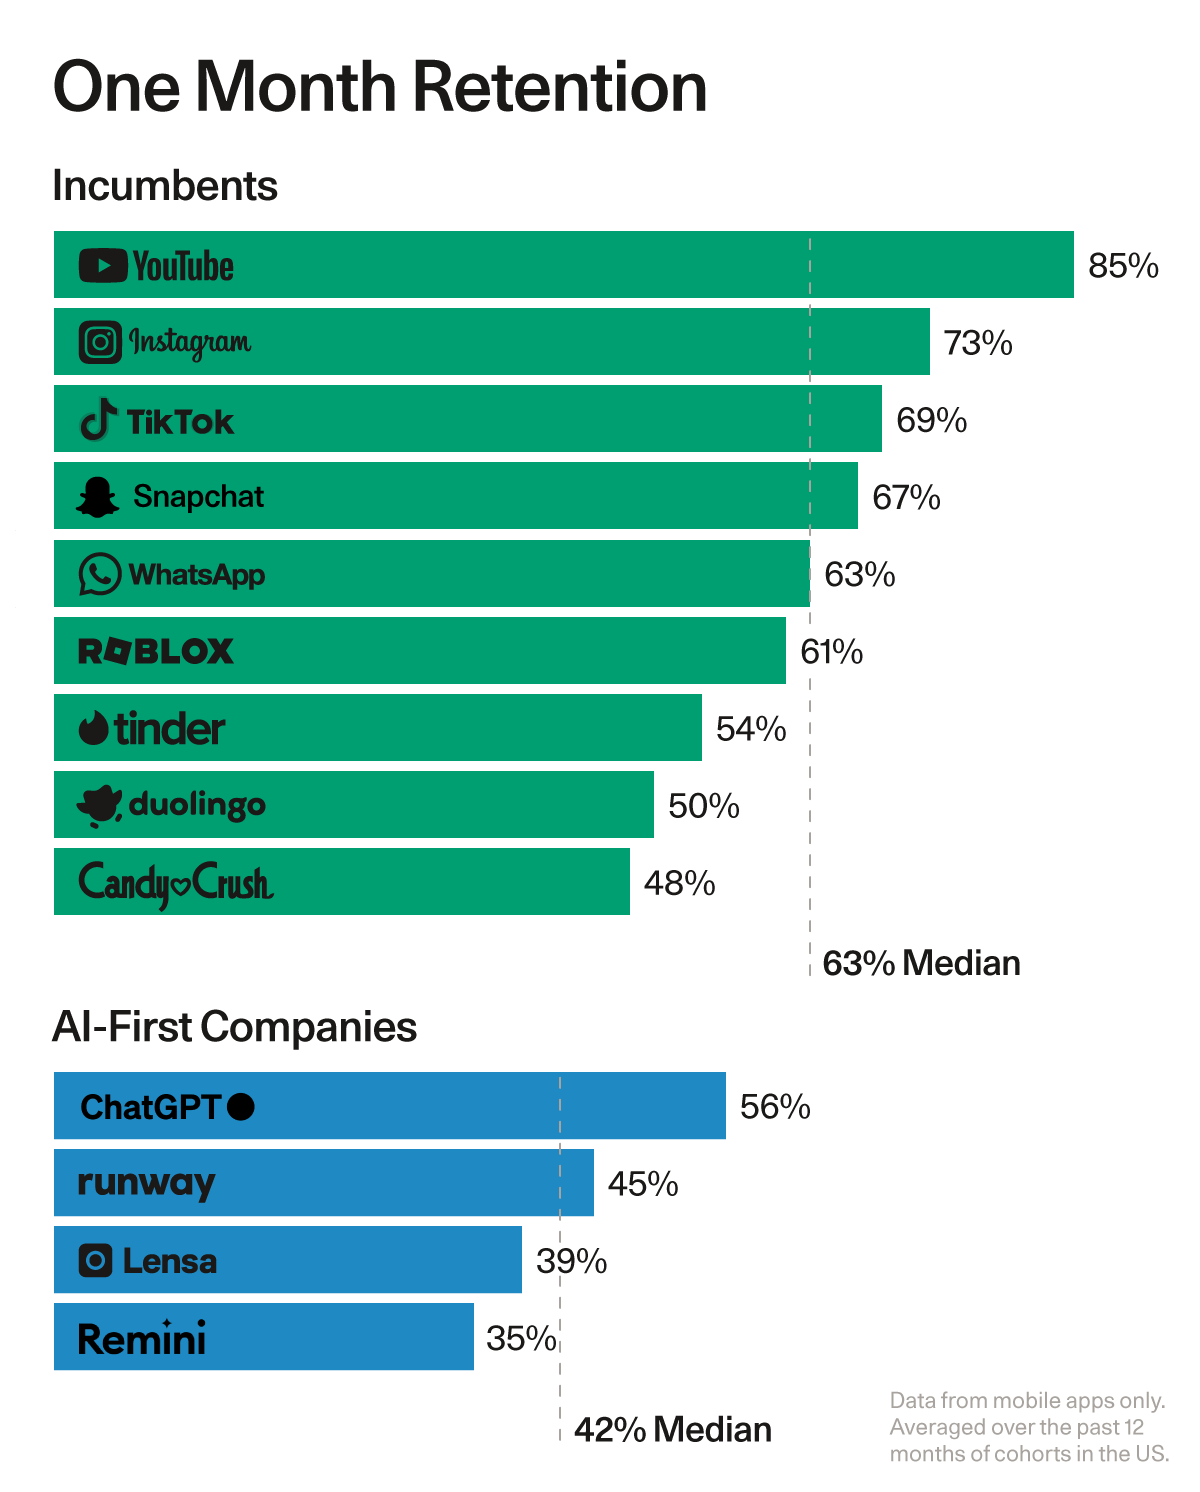 One Month Retention
Incumbents
YouTube
85%
Instagram
73%
TikTok
69%
Snapchat
67%
WhatsApp
63%
ROBLOX
61%
tinder
54%
duolingo
50%
Candy Crush
48%
63% Median
AI-First Companies
ChatGPT
56%
runway
45%
Lensa
39%
Remini
35%
42% Median
Data from mobile apps only.
Averaged over the past 12
months of cohorts in the US.